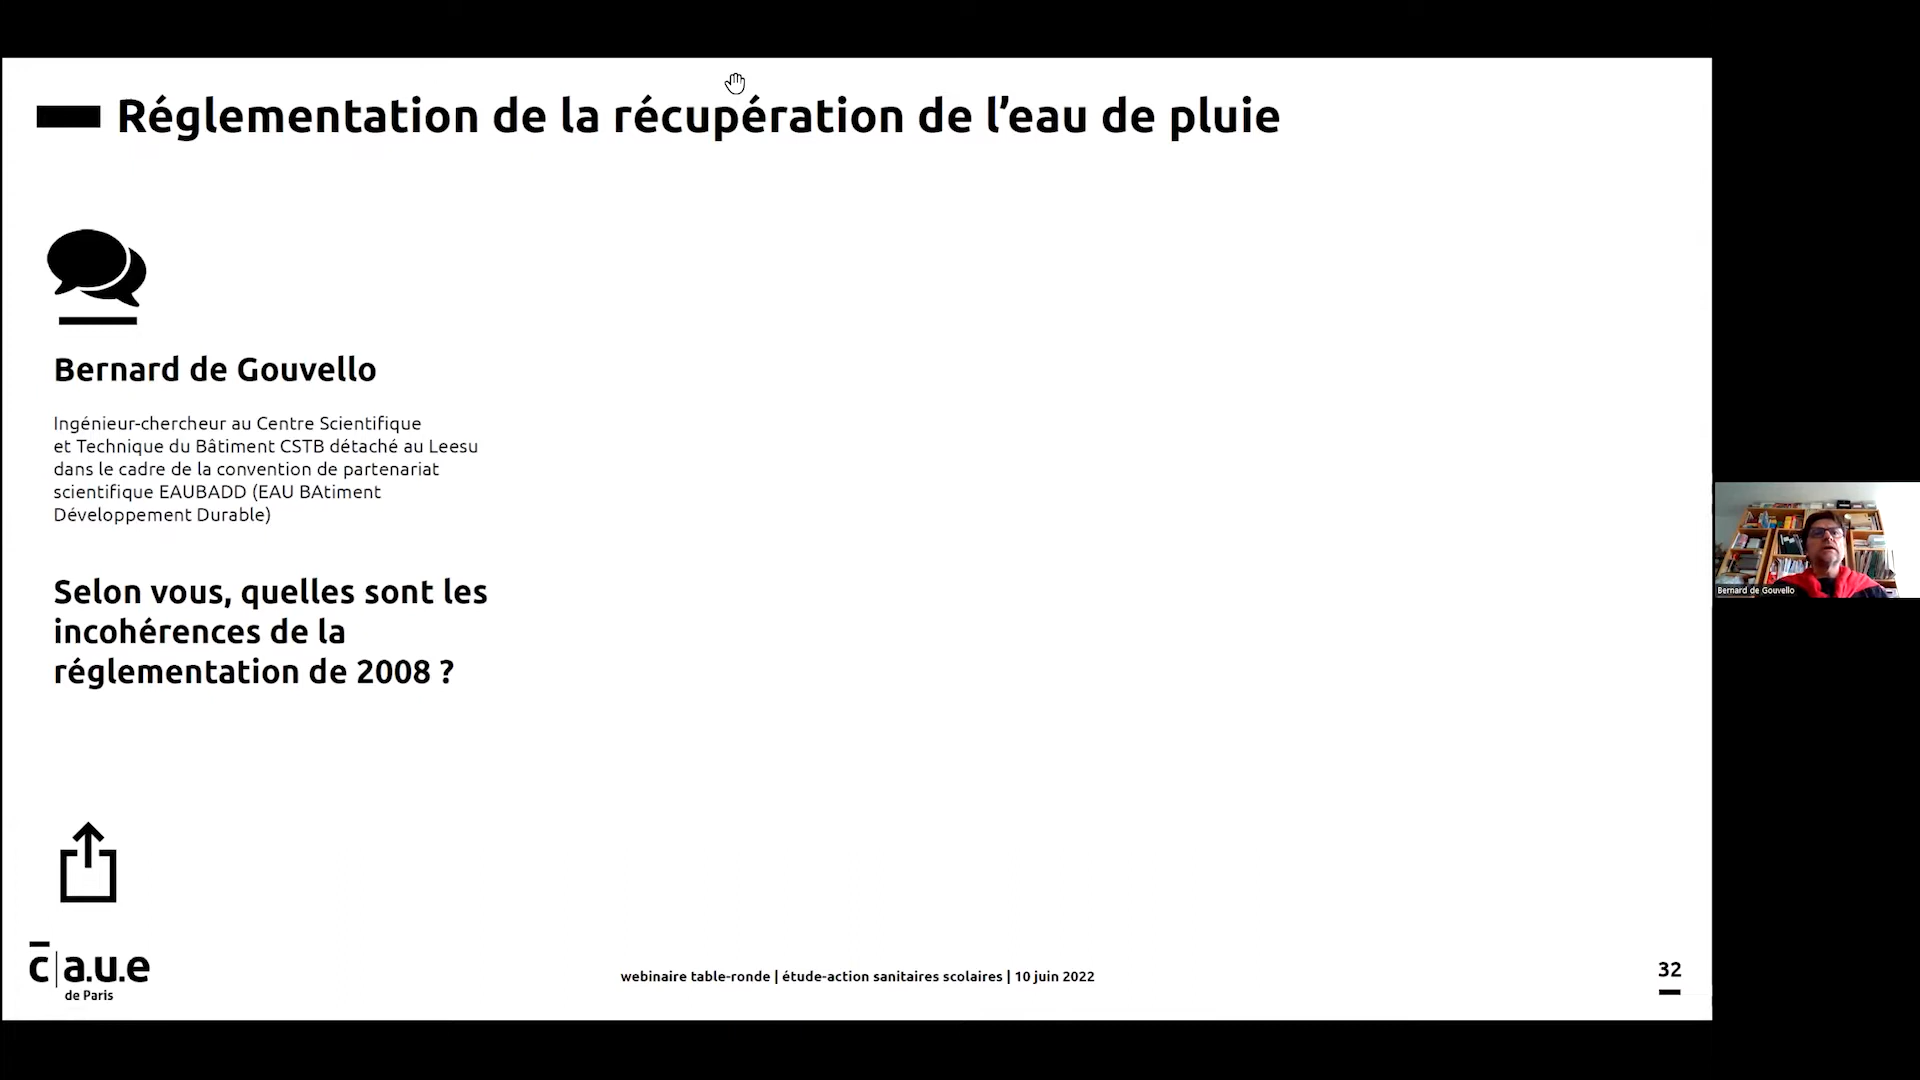 Réglementation de la récupération de l’eau de pluie
Bernard de Gouvello
Ingénieur-chercheur au Centre Scientifique
et Technique du Bâtiment CSTB détaché au Leesu
dans le cadre de la convention de partenariat
scientifique EAUBADD (EAU BAtiment
Développement Durable)
Selon vous, quelles sont les
incohérences de la
réglementation de 2008 ?
Bernard de Gouvello
c|a.u.e
de Paris
webinaire table-ronde | étude-action sanitaires scolaires | 10 juin 2022
32